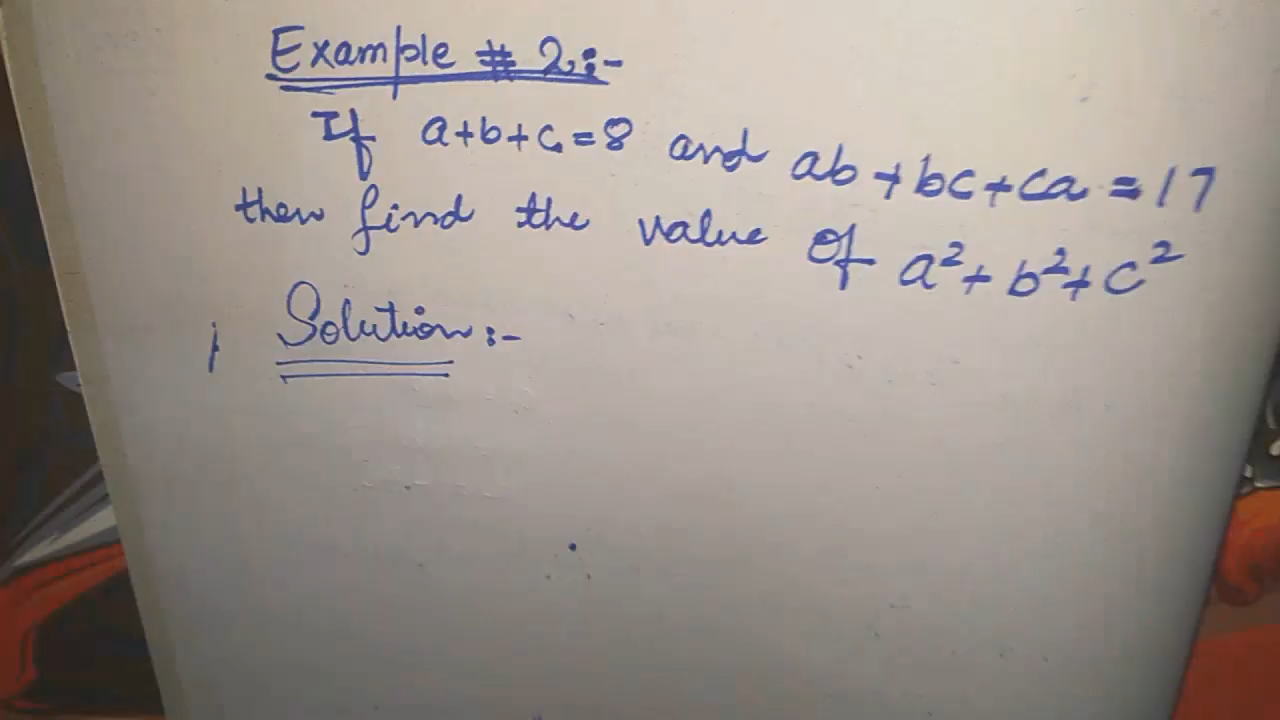 Example # 2:-
If a+b+c=8 and ab+bc+ca=17
then find the value of a²+b²+c²
Solution:-